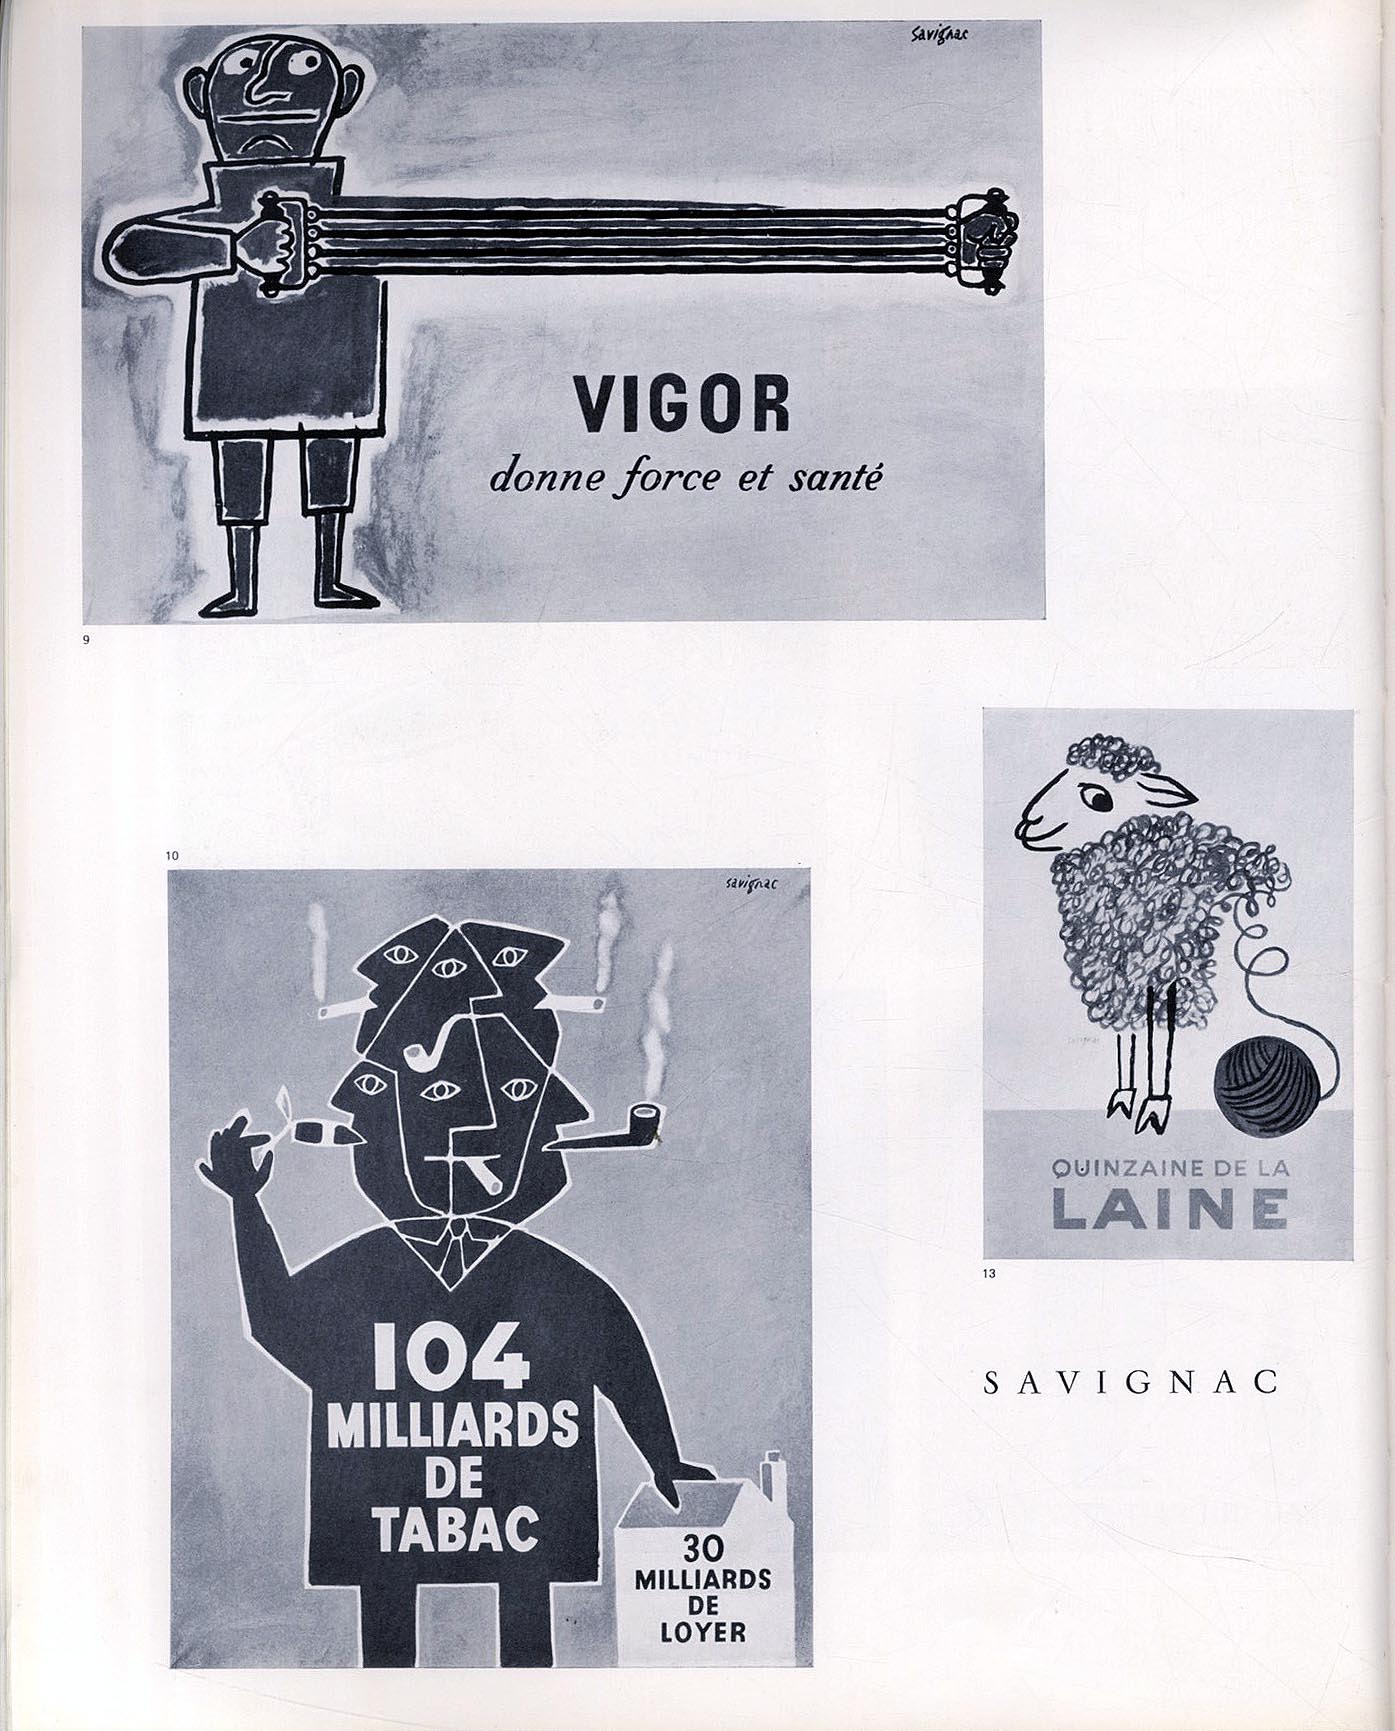 Savignac
VIGOR
donne force et santé
9
10
savignac
104
MILLIARDS
DE
TABAC
30
MILLIARDS
DE
LOYER
savignac
QUINZAINE DE LA
LAINE
13
SAVIGNAC